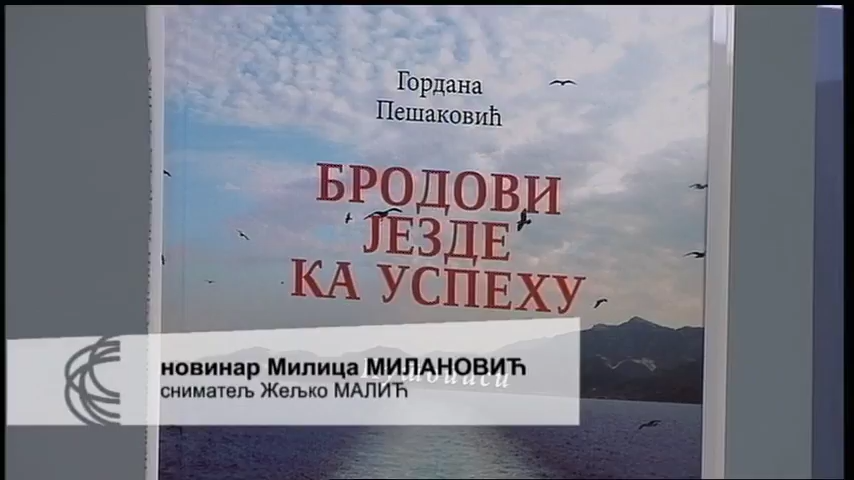 Гордана
Пешаковић
БРОДОВИ
ЈЕЗДЕ
КА УСПЕХУ
новинар Милица МИЛАНОВИЋ
сниматељ Жељко МАЛИЋ